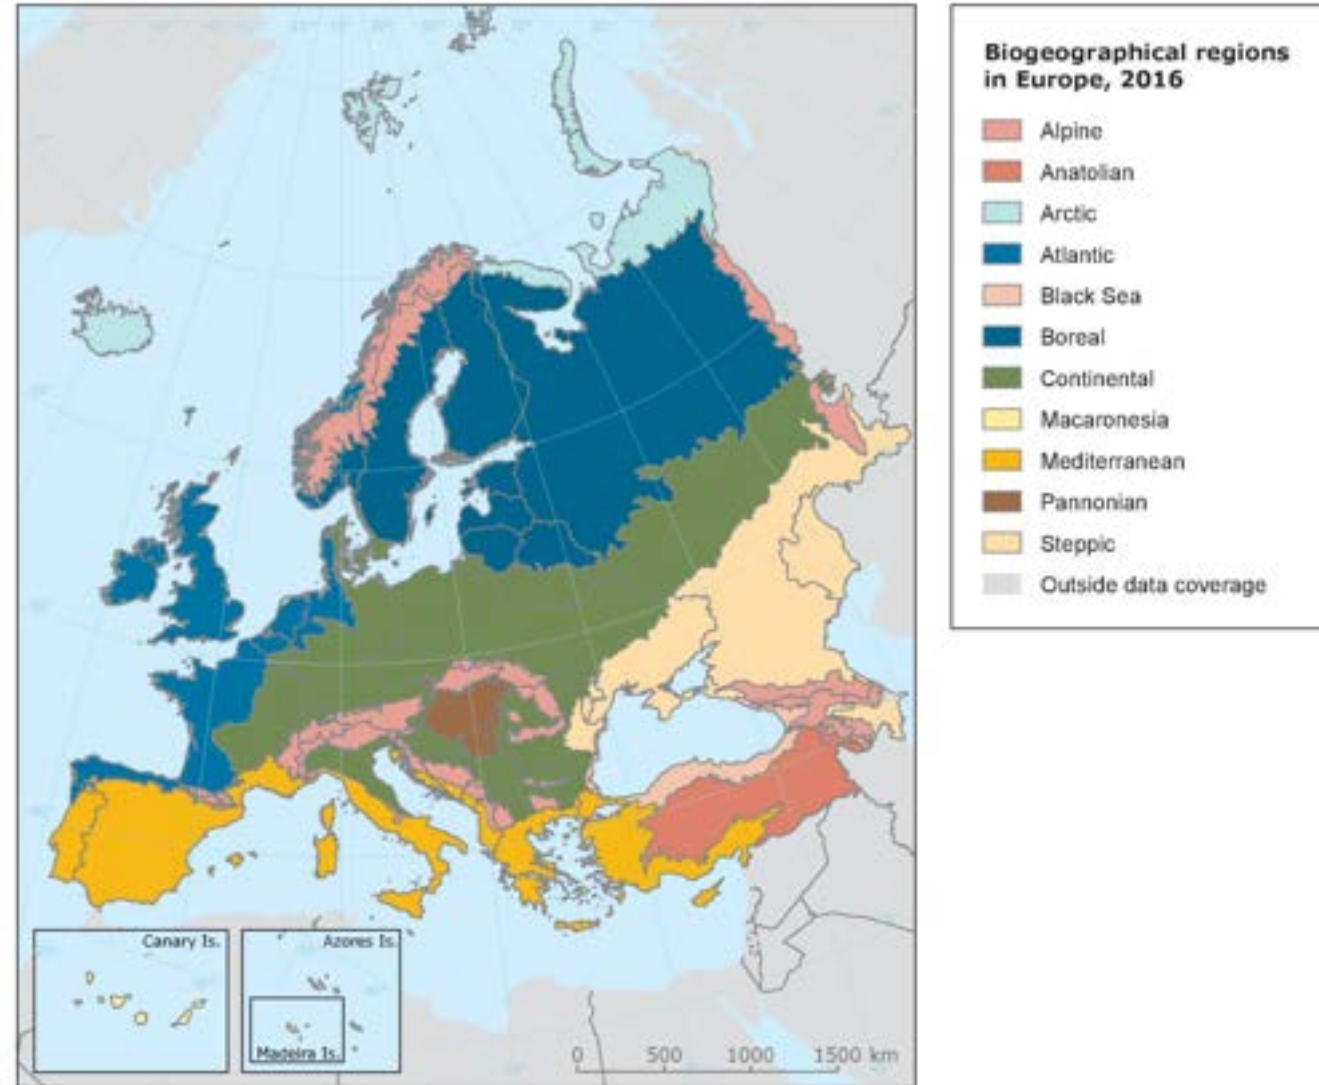 Biogeographical regions
in Europe, 2016
Alpine
Anatolian
Arctic
Atlantic
Black Sea
Boreal
Continental
Macaronesia
Mediterranean
Pannonian
Steppic
Outside data coverage
Canary Is.
Azores Is.
Madeira Is.
0 500 1000 1500 km